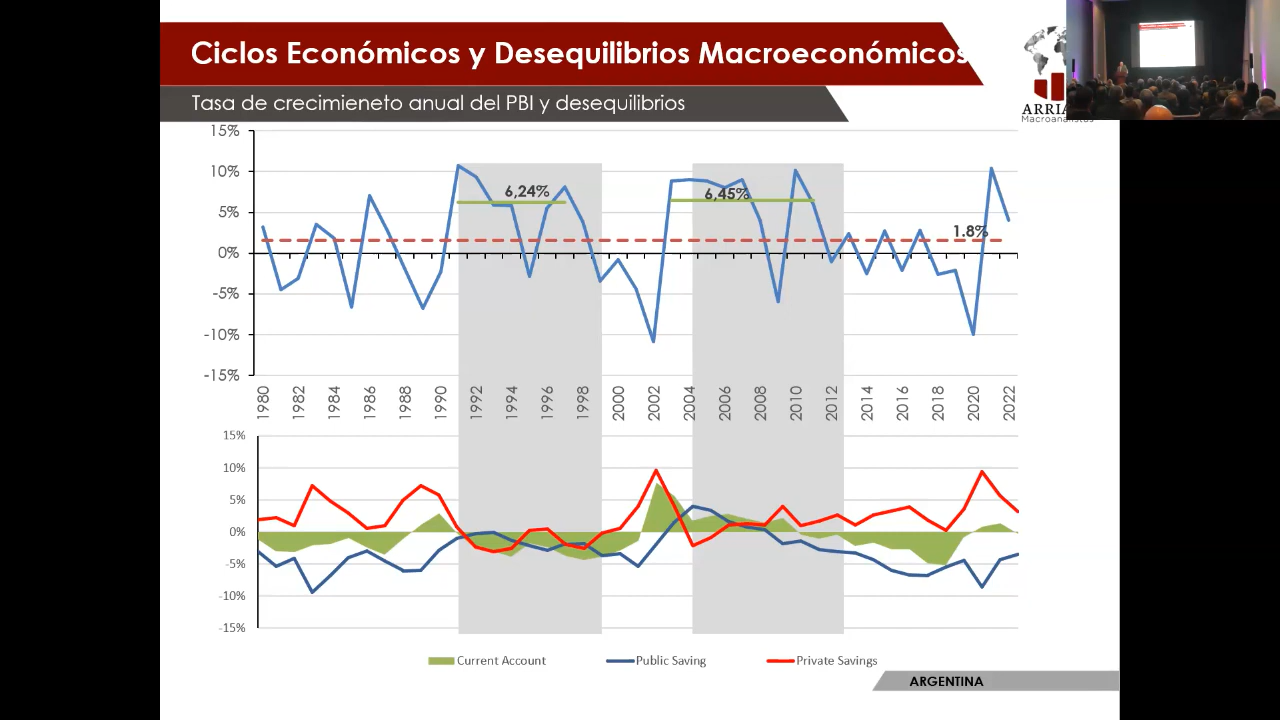 Ciclos Económicos y Desequilibrios Macroeconómicos
Tasa de crecimieneto anual del PBI y desequilibrios
Macroanalistas
15%
10%
5%
0%
-5%
-10%
-15%
6,24%
6,45%
1.8%
1980 1982 1984 1986 1988 1990 1992 1994 1996 1998 2000 2002 2004 2006 2008 2010 2012 2014 2016 2018 2020 2022
15%
10%
5%
0%
-5%
-10%
-15%
Current Account Public Saving Private Savings
ARGENTINA